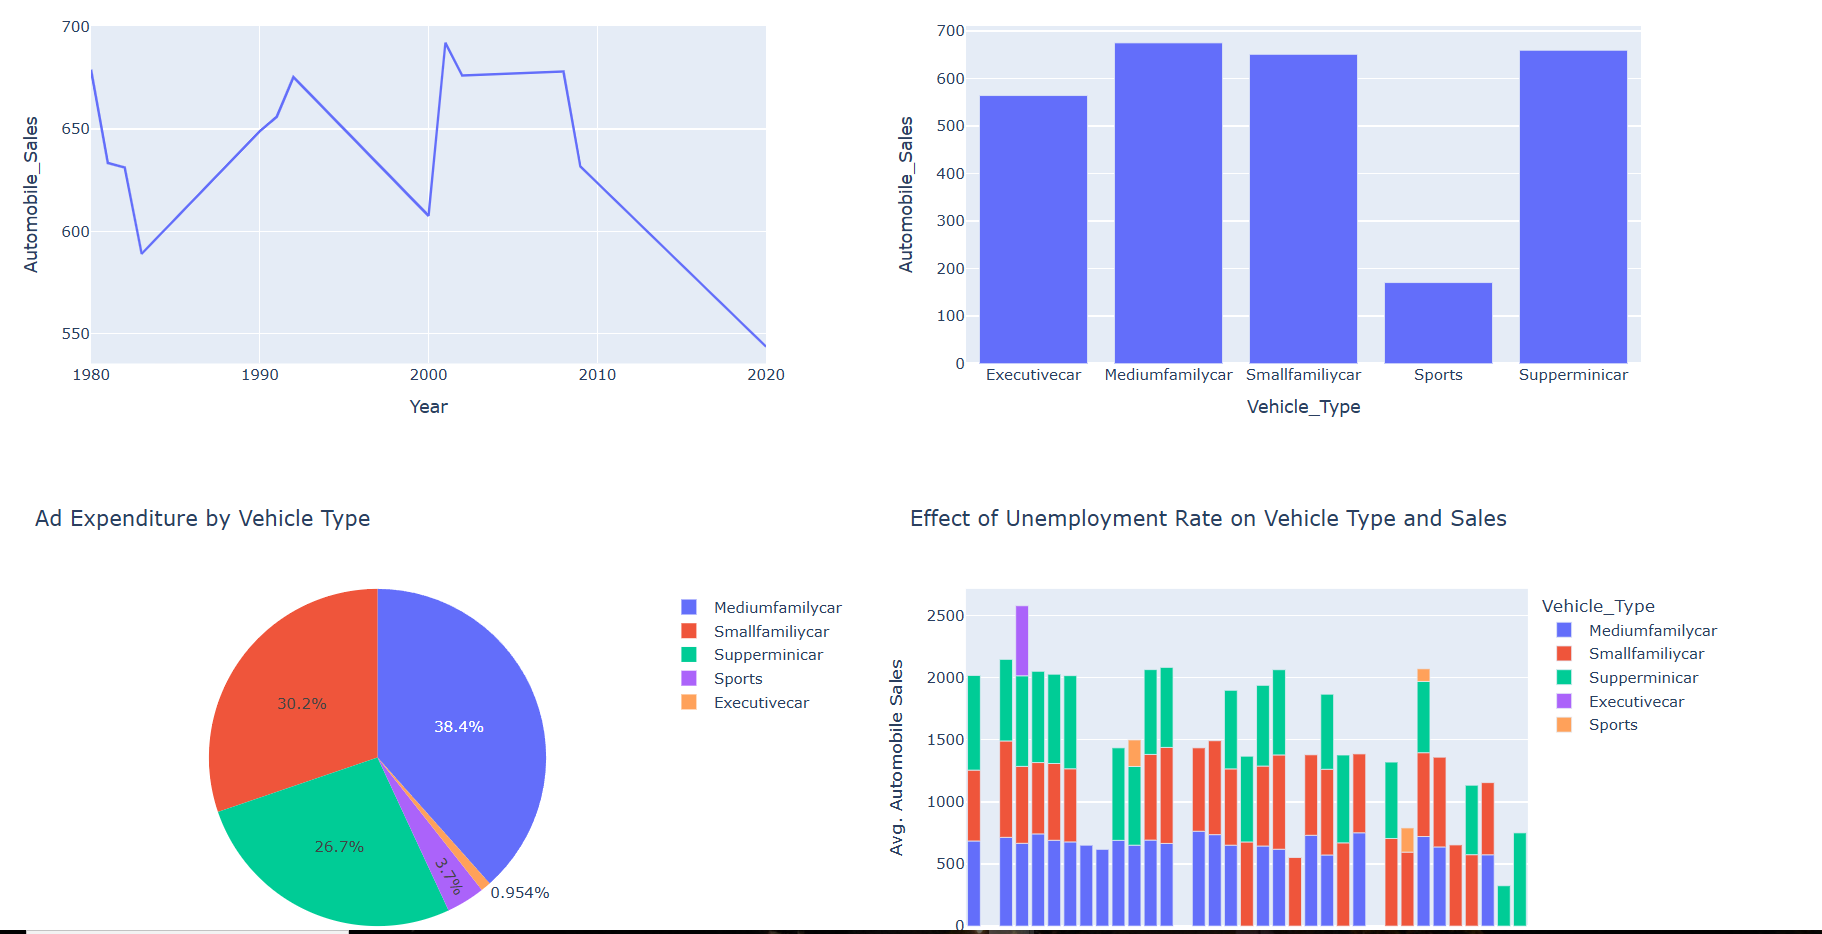 700
650
600
550
Automobile_Sales
1980 1990 2000 2010 2020
Year
700
600
500
400
300
200
100
0
Automobile_Sales
Executivecar Mediumfamilycar Smallfamiliycar Sports Supperminicar
Vehicle_Type
Ad Expenditure by Vehicle Type
30.2%
38.4%
26.7%
3.7%
0.954%
Mediumfamilycar
Smallfamiliycar
Supperminicar
Sports
Executivecar
Effect of Unemployment Rate on Vehicle Type and Sales
2500
2000
1500
1000
500
0
Avg. Automobile Sales
Vehicle_Type
Mediumfamilycar
Smallfamiliycar
Supperminicar
Executivecar
Sports